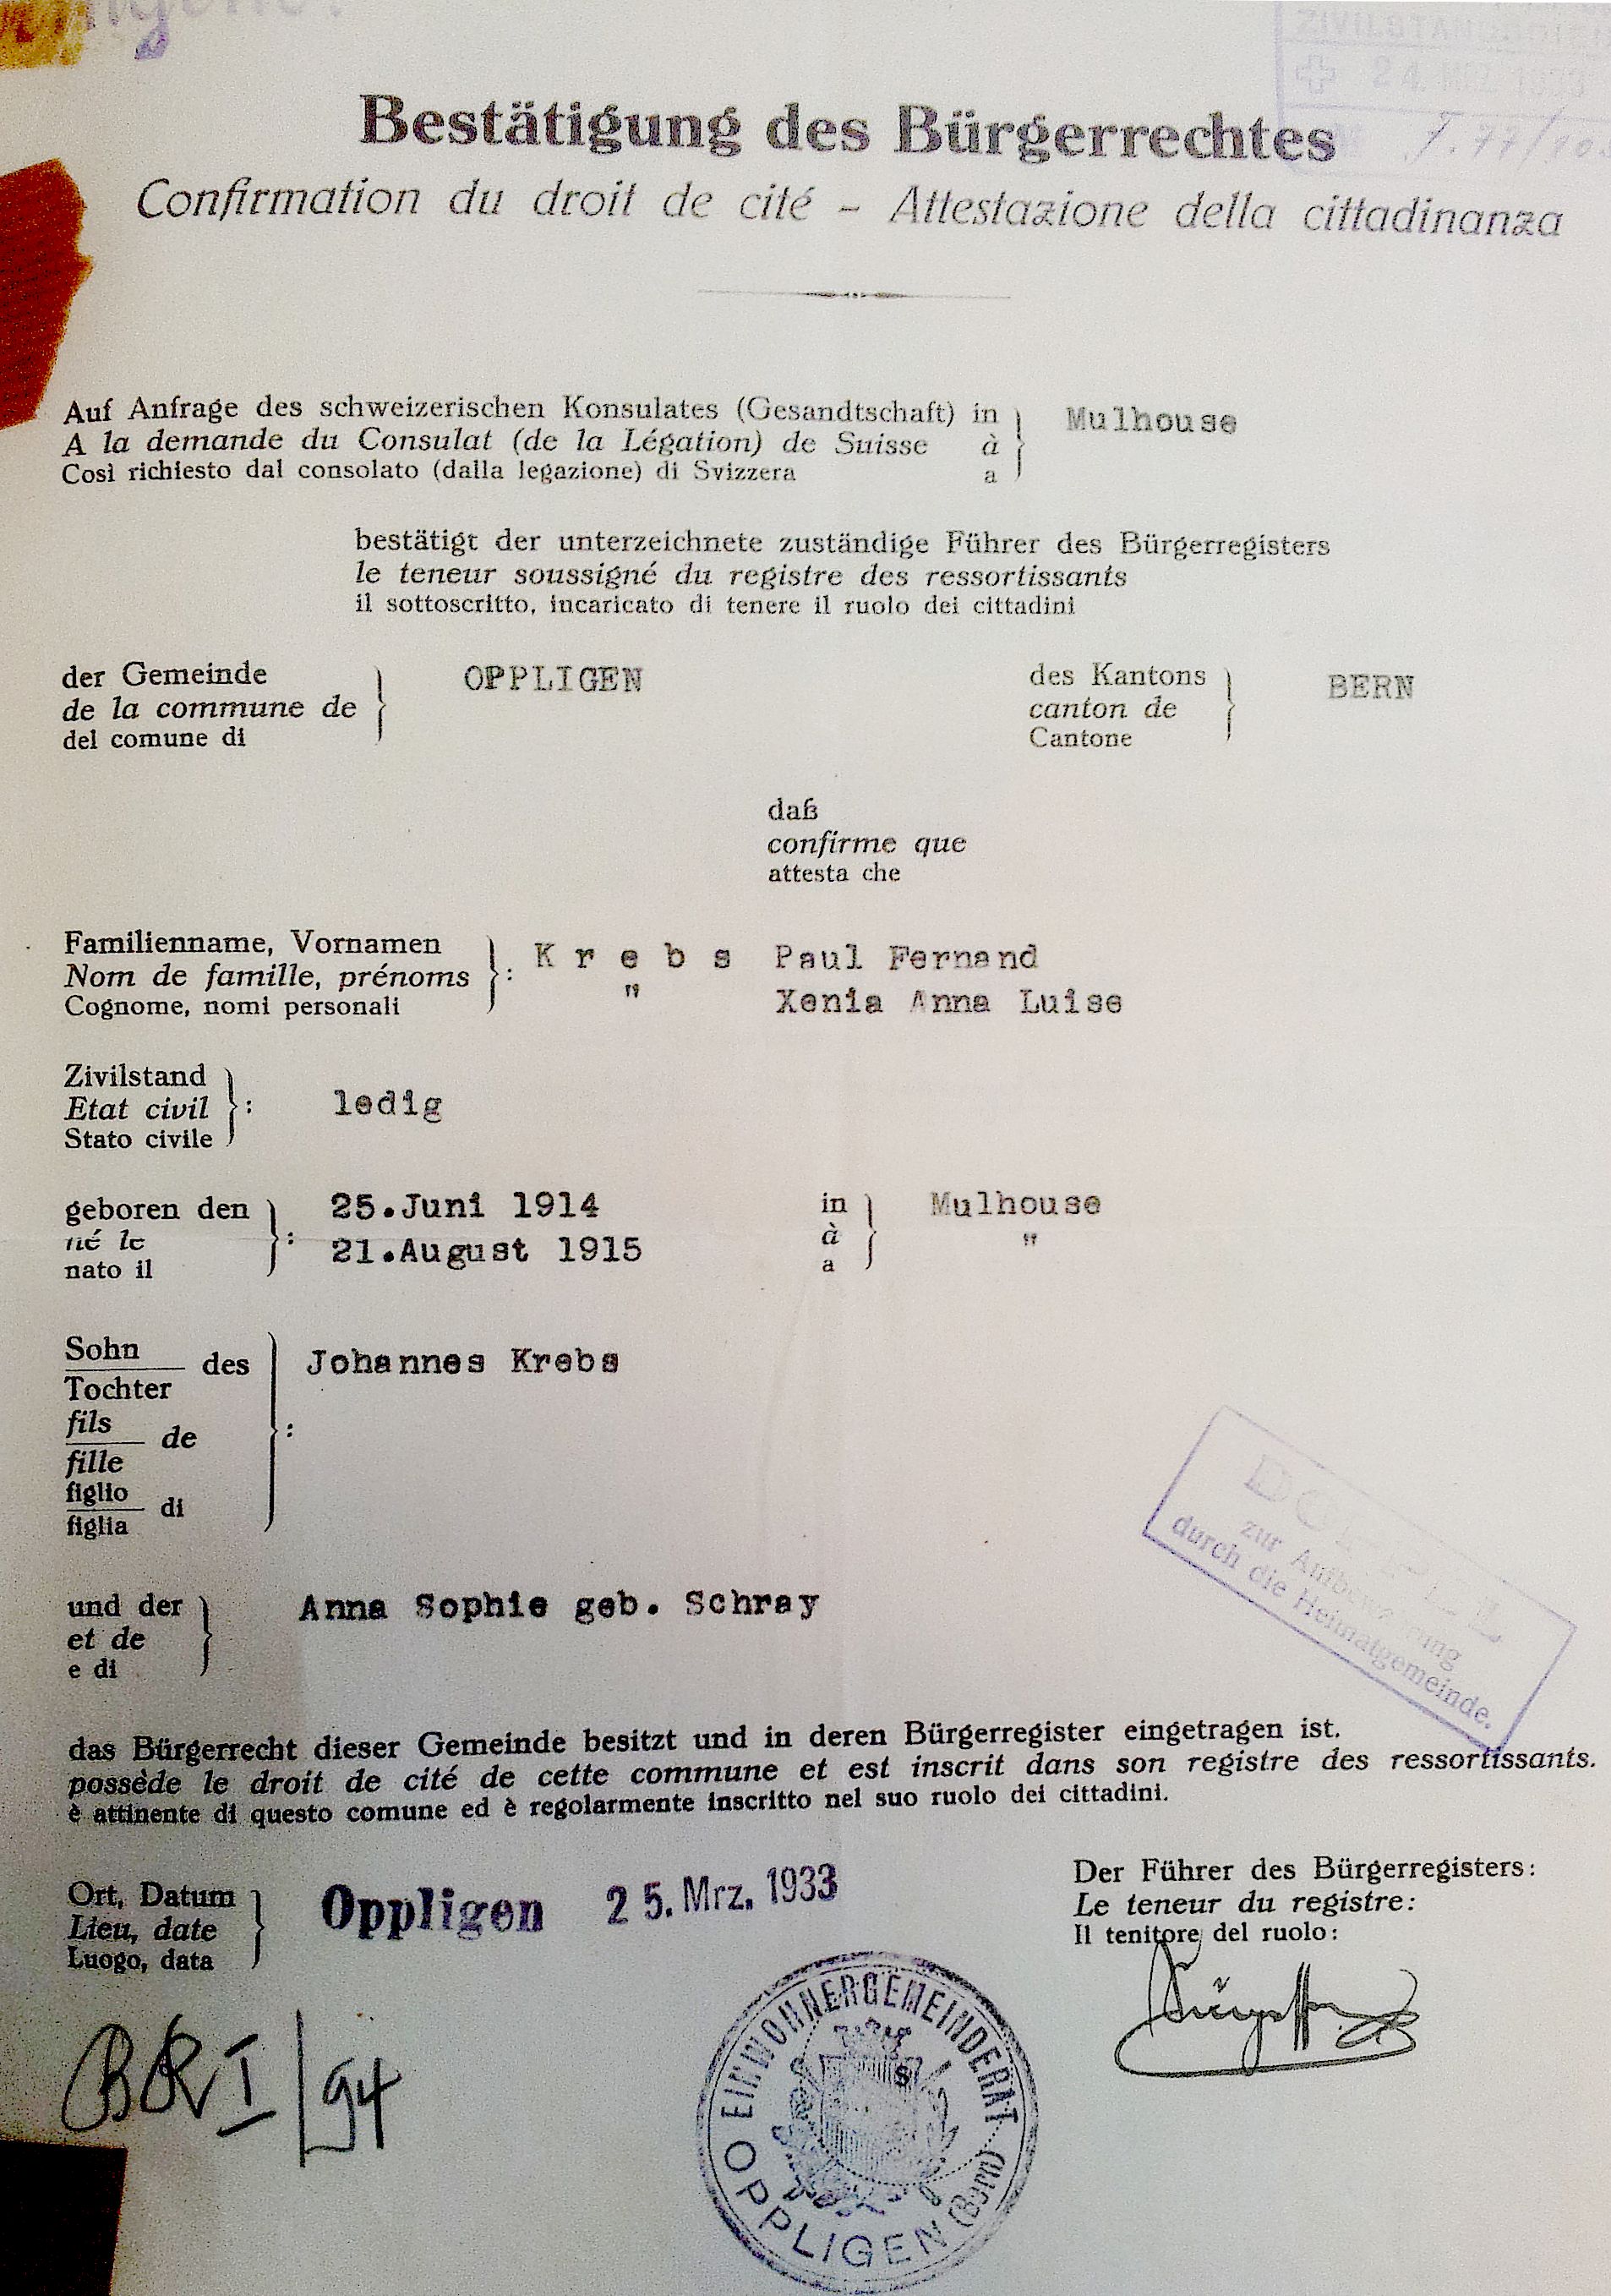 ZIVILSTANDSDIENST
24. MRZ. 1933
Bestätigung des Bürgerrechtes
Confirmation du droit de cité - Attestazione della cittadinanza
Auf Anfrage des schweizerischen Konsulates (Gesandtschaft) in
A la demande du Consulat (de la Légation) de Suisse à
Così richiesto dal consolato (dalla legazione) di Svizzera a
Mulhouse
bestätigt der unterzeichnete zuständige Führer des Bürgerregisters
le teneur soussigné du registre des ressortissants
il sottoscritto, incaricato di tenere il ruolo dei cittadini
der Gemeinde
de la commune de
del comune di
OPPLIGEN
des Kantons
canton de
Cantone
BERN
daß
confirme que
attesta che
Familienname, Vornamen
Nom de famille, prénoms :
Cognome, nomi personali
K r e b s Paul Fernand
" Xenia Anna Luise
Zivilstand
Etat civil :
Stato civile
ledig
geboren den
né le :
nato il
25.Juni 1914
21.August 1915
in
à
a
Mulhouse
"
Sohn
des
Tochter
fils
de
fille
figlio
di
figlia
:
Johannes Krebs
und der
et de
e di
Anna Sophie geb. Schray
DOPPEL
zur Aufbewahrung
durch die Heimatgemeinde.
das Bürgerrecht dieser Gemeinde besitzt und in deren Bürgerregister eingetragen ist.
possède le droit de cité de cette commune et est inscrit dans son registre des ressortissants.
è attinente di questo comune ed è regolarmente inscritto nel suo ruolo dei cittadini.
Ort, Datum
Lieu, date
Luogo, data
Oppligen 25. Mrz. 1933
Der Führer des Bürgerregisters:
Le teneur du registre:
Il tenitore del ruolo:
BR I/94
EINWOHNERGEMEINDERAT
OPPLIGEN (Bern)